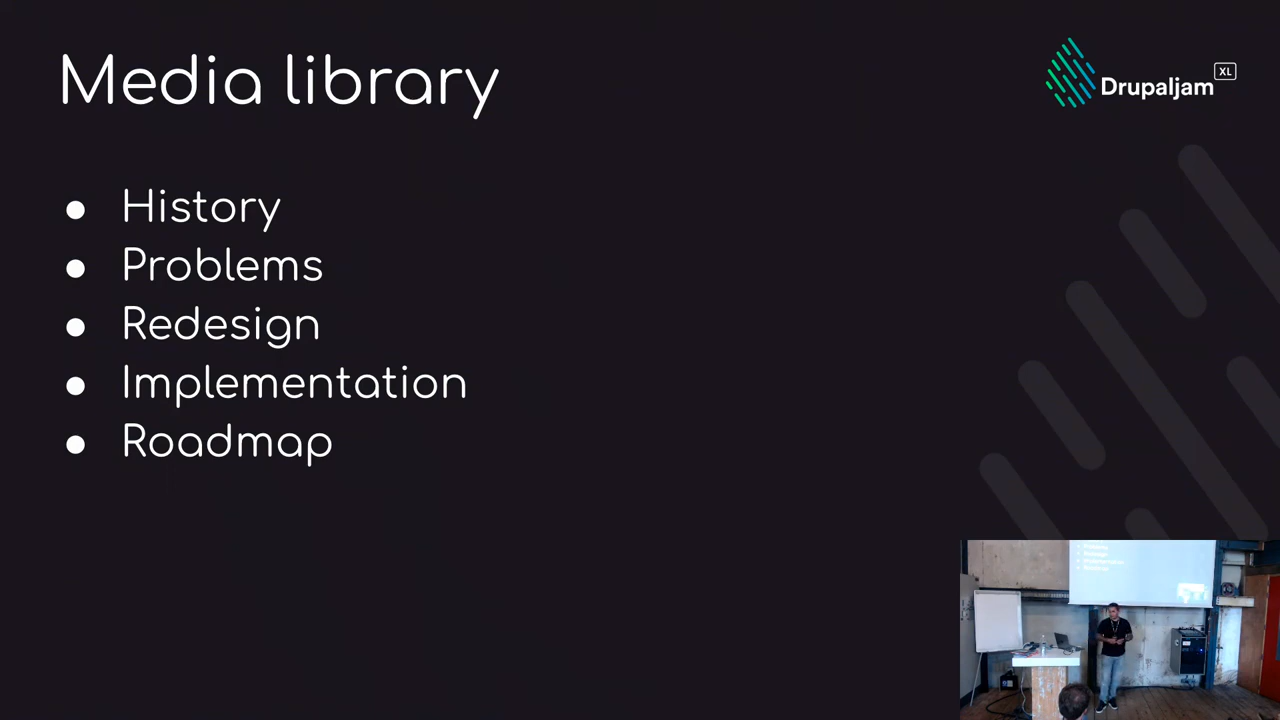 Media library
Drupaljam XL
History
Problems
Redesign
Implementation
Roadmap